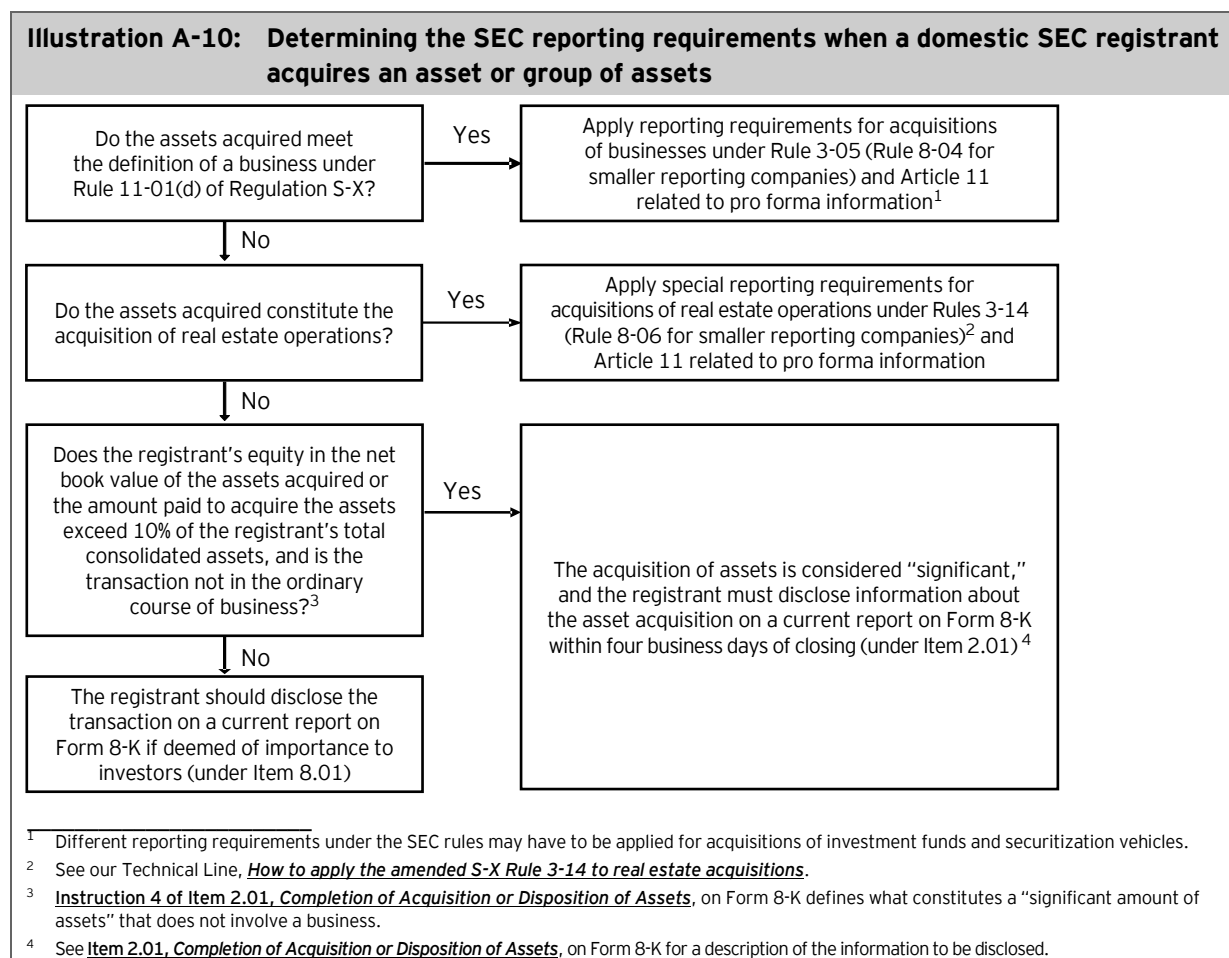 Illustration A-10: Determining the SEC reporting requirements when a domestic SEC registrant
acquires an asset or group of assets
Do the assets acquired meet
the definition of a business under
Rule 11-01(d) of Regulation S-X?
Yes
Apply reporting requirements for acquisitions
of businesses under Rule 3-05 (Rule 8-04 for
smaller reporting companies) and Article 11
related to pro forma information1
No
Do the assets acquired constitute the
acquisition of real estate operations?
Yes
Apply special reporting requirements for
acquisitions of real estate operations under Rules 3-14
(Rule 8-06 for smaller reporting companies)2 and
Article 11 related to pro forma information
No
Does the registrant's equity in the net
book value of the assets acquired or
the amount paid to acquire the assets
exceed 10% of the registrant's total
consolidated assets, and is the
transaction not in the ordinary
course of business?3
Yes
The acquisition of assets is considered "significant,"
and the registrant must disclose information about
the asset acquisition on a current report on Form 8-K
within four business days of closing (under Item 2.01) 4
No
The registrant should disclose the
transaction on a current report on
Form 8-K if deemed of importance to
investors (under Item 8.01)
1 Different reporting requirements under the SEC rules may have to be applied for acquisitions of investment funds and securitization vehicles.
2 See our Technical Line, How to apply the amended S-X Rule 3-14 to real estate acquisitions.
3 Instruction 4 of Item 2.01, Completion of Acquisition or Disposition of Assets, on Form 8-K defines what constitutes a "significant amount of
assets" that does not involve a business.
4 See Item 2.01, Completion of Acquisition or Disposition of Assets, on Form 8-K for a description of the information to be disclosed.